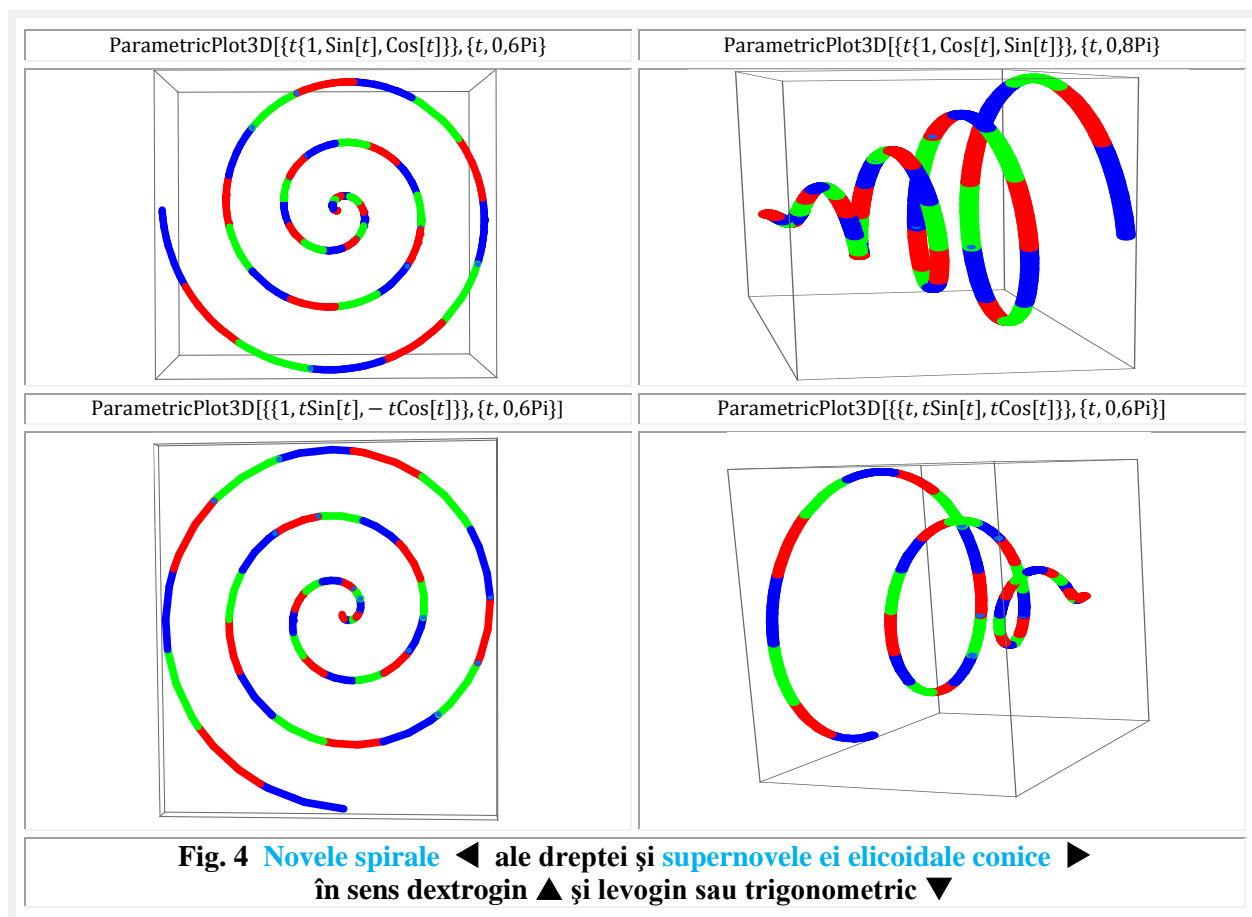 ParametricPlot3D[{t{1, Sin[t], Cos[t]}}, {t, 0,6Pi}
ParametricPlot3D[{t{1, Cos[t], Sin[t]}}, {t, 0,8Pi}
ParametricPlot3D[{{1, tSin[t], − tCos[t]}}, {t, 0,6Pi}]
ParametricPlot3D[{{t, tSin[t], tCos[t]}}, {t, 0,6Pi}]
Fig. 4 Novele spirale ◄ ale dreptei şi supernovele ei elicoidale conice ►
în sens dextrogin ▲ şi levogin sau trigonometric ▼